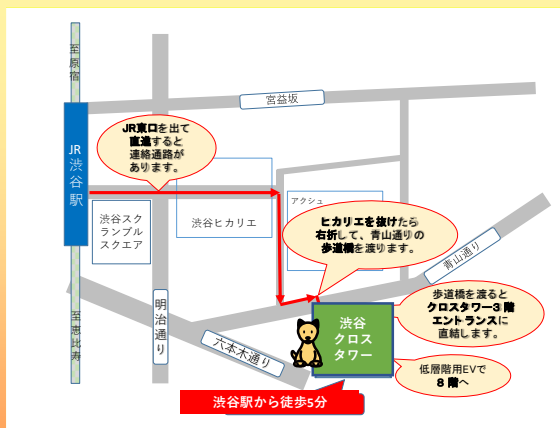 至原宿
宮益坂
JR東口を出て
直進すると
連絡通路が
あります。
JR
渋谷駅
アクシュ
渋谷スク
ランブル
スクエア
渋谷ヒカリエ
ヒカリエを抜けたら
右折して、青山通りの
歩道橋を渡ります。
青山通り
至恵比寿
明治通り
六本木通り
渋谷
クロス
タワー
歩道橋を渡ると
クロスタワー3階
エントランスに
直結します。
低層階用EVで
8 階へ
渋谷駅から徒歩5分